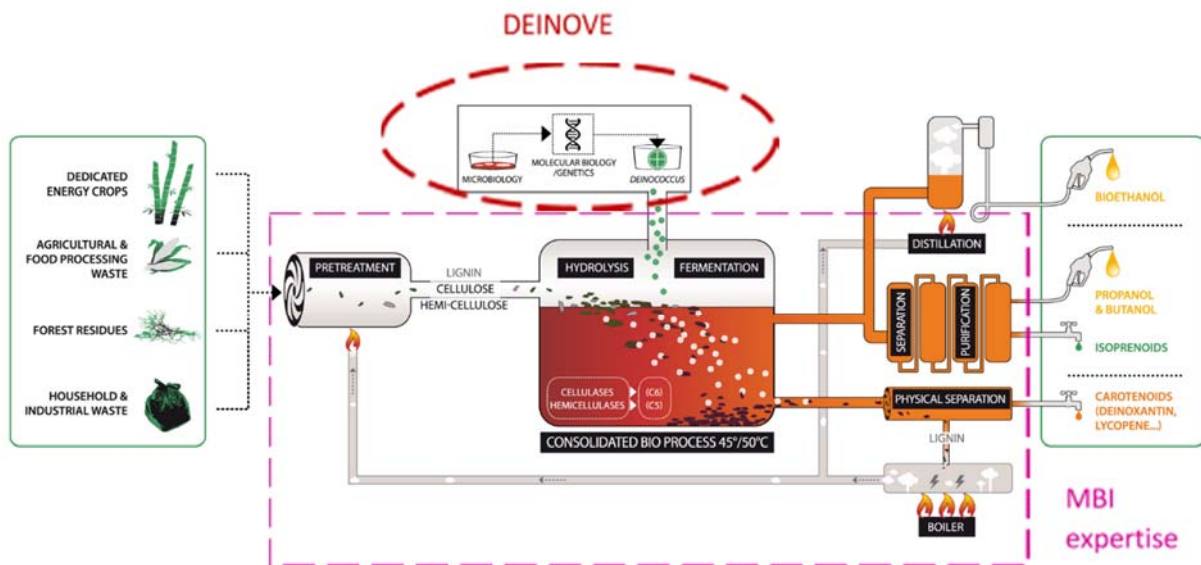 DEINOVE
MICROBIOLOGY
MOLECULAR BIOLOGY
/GENETICS
DEINOCOCCUS
DEDICATED
ENERGY CROPS
AGRICULTURAL &
FOOD PROCESSING
WASTE
FOREST RESIDUES
HOUSEHOLD &
INDUSTRIAL WASTE
PRETREATMENT
LIGNIN
CELLULOSE
HEMI-CELLULOSE
HYDROLYSIS
FERMENTATION
CELLULASES
HEMICELLULASES
(C6)
(C5)
CONSOLIDATED BIO PROCESS 45°/50°C
DISTILLATION
SEPARATION
PURIFICATION
PHYSICAL SEPARATION
LIGNIN
BOILER
BIOETHANOL
PROPANOL
& BUTANOL
ISOPRENOIDS
CAROTENOIDS
(DEINOXANTIN,
LYCOPENE...)
MBI
expertise